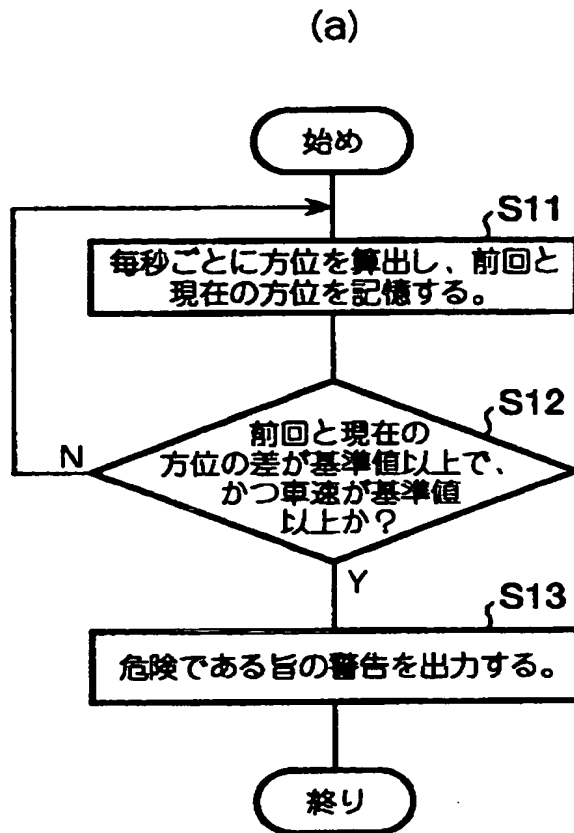 (a)
始め
S11
毎秒ごとに方位を算出し、前回と
現在の方位を記憶する。
S12
前回と現在の
方位の差が基準値以上で、
かつ車速が基準値
以上か？
N
Y
S13
危険である旨の警告を出力する。
終り